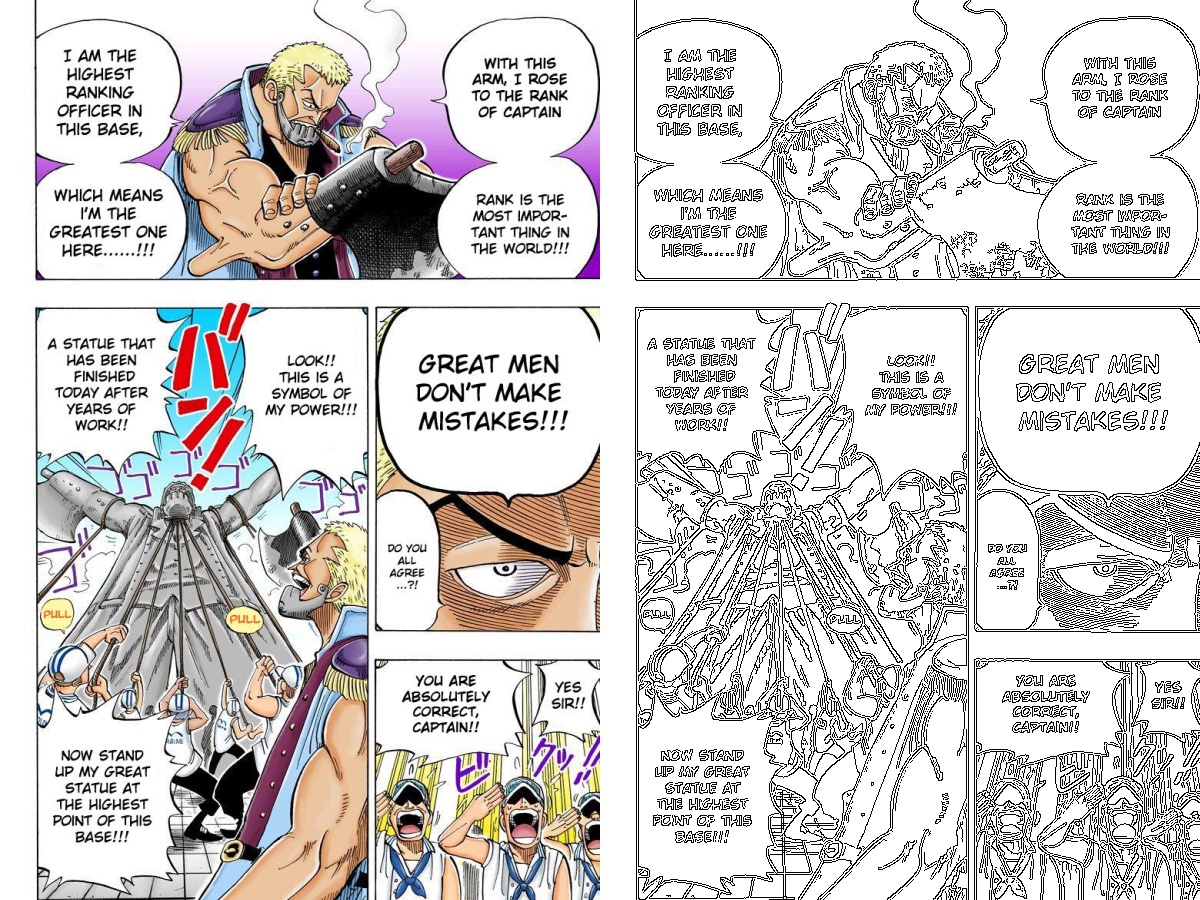 I AM THE
HIGHEST
RANKING
OFFICER IN
THIS BASE,
WITH THIS
ARM, I ROSE
TO THE RANK
OF CAPTAIN
WHICH MEANS
I'M THE
GREATEST ONE
HERE......!!!
RANK IS THE
MOST IMPOR-
TANT THING IN
THE WORLD!!!
A STATUE THAT
HAS BEEN
FINISHED
TODAY AFTER
YEARS OF
WORK!!
バン!
LOOK!!
THIS IS A
SYMBOL OF
MY POWER!!!
ゴゴ
ゴゴ
ゴゴ
ゴ
PULL
PULL
MARINE
NOW STAND
UP MY GREAT
STATUE AT
THE HIGHEST
POINT OF THIS
BASE!!!
GREAT MEN
DON'T MAKE
MISTAKES!!!
DO YOU
ALL
AGREE
...?!
YOU ARE
ABSOLUTELY
CORRECT,
CAPTAIN!!
YES
SIR!!
ビクッ!!
I AM THE
HIGHEST
RANKING
OFFICER IN
THIS BASE,
WITH THIS
ARM, I ROSE
TO THE RANK
OF CAPTAIN
WHICH MEANS
I'M THE
GREATEST ONE
HERE......!!!
RANK IS THE
MOST IMPOR-
TANT THING IN
THE WORLD!!!
A STATUE THAT
HAS BEEN
FINISHED
TODAY AFTER
YEARS OF
WORK!!
LOOK!!
THIS IS A
SYMBOL OF
MY POWER!!!
PULL
PULL
NOW STAND
UP MY GREAT
STATUE AT
THE HIGHEST
POINT OF THIS
BASE!!!
GREAT MEN
DON'T MAKE
MISTAKES!!!
DO YOU
ALL
AGREE
...?!
YOU ARE
ABSOLUTELY
CORRECT,
CAPTAIN!!
YES
SIR!!